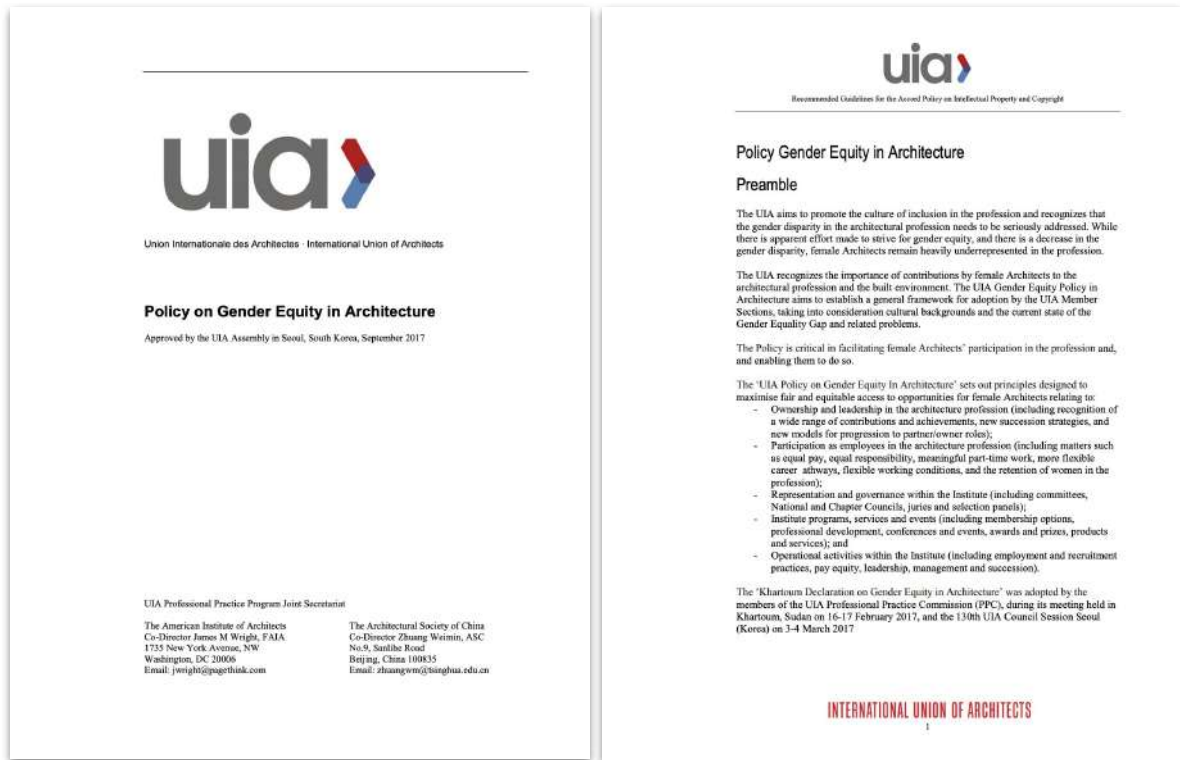 uia
Union Internationale des Architectes · International Union of Architects
Policy on Gender Equity in Architecture
Approved by the UIA Assembly in Seoul, South Korea, September 2017
UIA Professional Practice Program Joint Secretariat
The American Institute of Architects
Co-Director James M Wright, FAIA
1735 New York Avenue, NW
Washington, DC 20006
Email: jwright@pagethink.com
The Architectural Society of China
Co-Director Zhuang Weimin, ASC
No.9, Sanlihe Road
Beijing, China 100835
Email: zhuangwm@tsinghua.edu.cn
uia
Recommended Guidelines for the Accord Policy on Intellectual Property and Copyright
Policy Gender Equity in Architecture
Preamble
The UIA aims to promote the culture of inclusion in the profession and recognizes that
the gender disparity in the architectural profession needs to be seriously addressed. While
there is apparent effort made to strive for gender equity, and there is a decrease in the
gender disparity, female Architects remain heavily underrepresented in the profession.
The UIA recognizes the importance of contributions by female Architects to the
architectural profession and the built environment. The UIA Gender Equity Policy in
Architecture aims to establish a general framework for adoption by the UIA Member
Sections, taking into consideration cultural backgrounds and the current state of the
Gender Equality Gap and related problems.
The Policy is critical in facilitating female Architects' participation in the profession and,
and enabling them to do so.
The 'UIA Policy on Gender Equity In Architecture' sets out principles designed to
maximise fair and equitable access to opportunities for female Architects relating to:
- Ownership and leadership in the architecture profession (including recognition of
a wide range of contributions and achievements, new succession strategies, and
new models for progression to partner/owner roles);
- Participation as employees in the architecture profession (including matters such
as equal pay, equal responsibility, meaningful part-time work, more flexible
career athways, flexible working conditions, and the retention of women in the
profession);
- Representation and governance within the Institute (including committees,
National and Chapter Councils, juries and selection panels);
- Institute programs, services and events (including membership options,
professional development, conferences and events, awards and prizes, products
and services); and
- Operational activities within the Institute (including employment and recruitment
practices, pay equity, leadership, management and succession).
The 'Khartoum Declaration on Gender Equity in Architecture' was adopted by the
members of the UIA Professional Practice Commission (PPC), during its meeting held in
Khartoum, Sudan on 16-17 February 2017, and the 130th UIA Council Session Seoul
(Korea) on 3-4 March 2017
INTERNATIONAL UNION OF ARCHITECTS
1